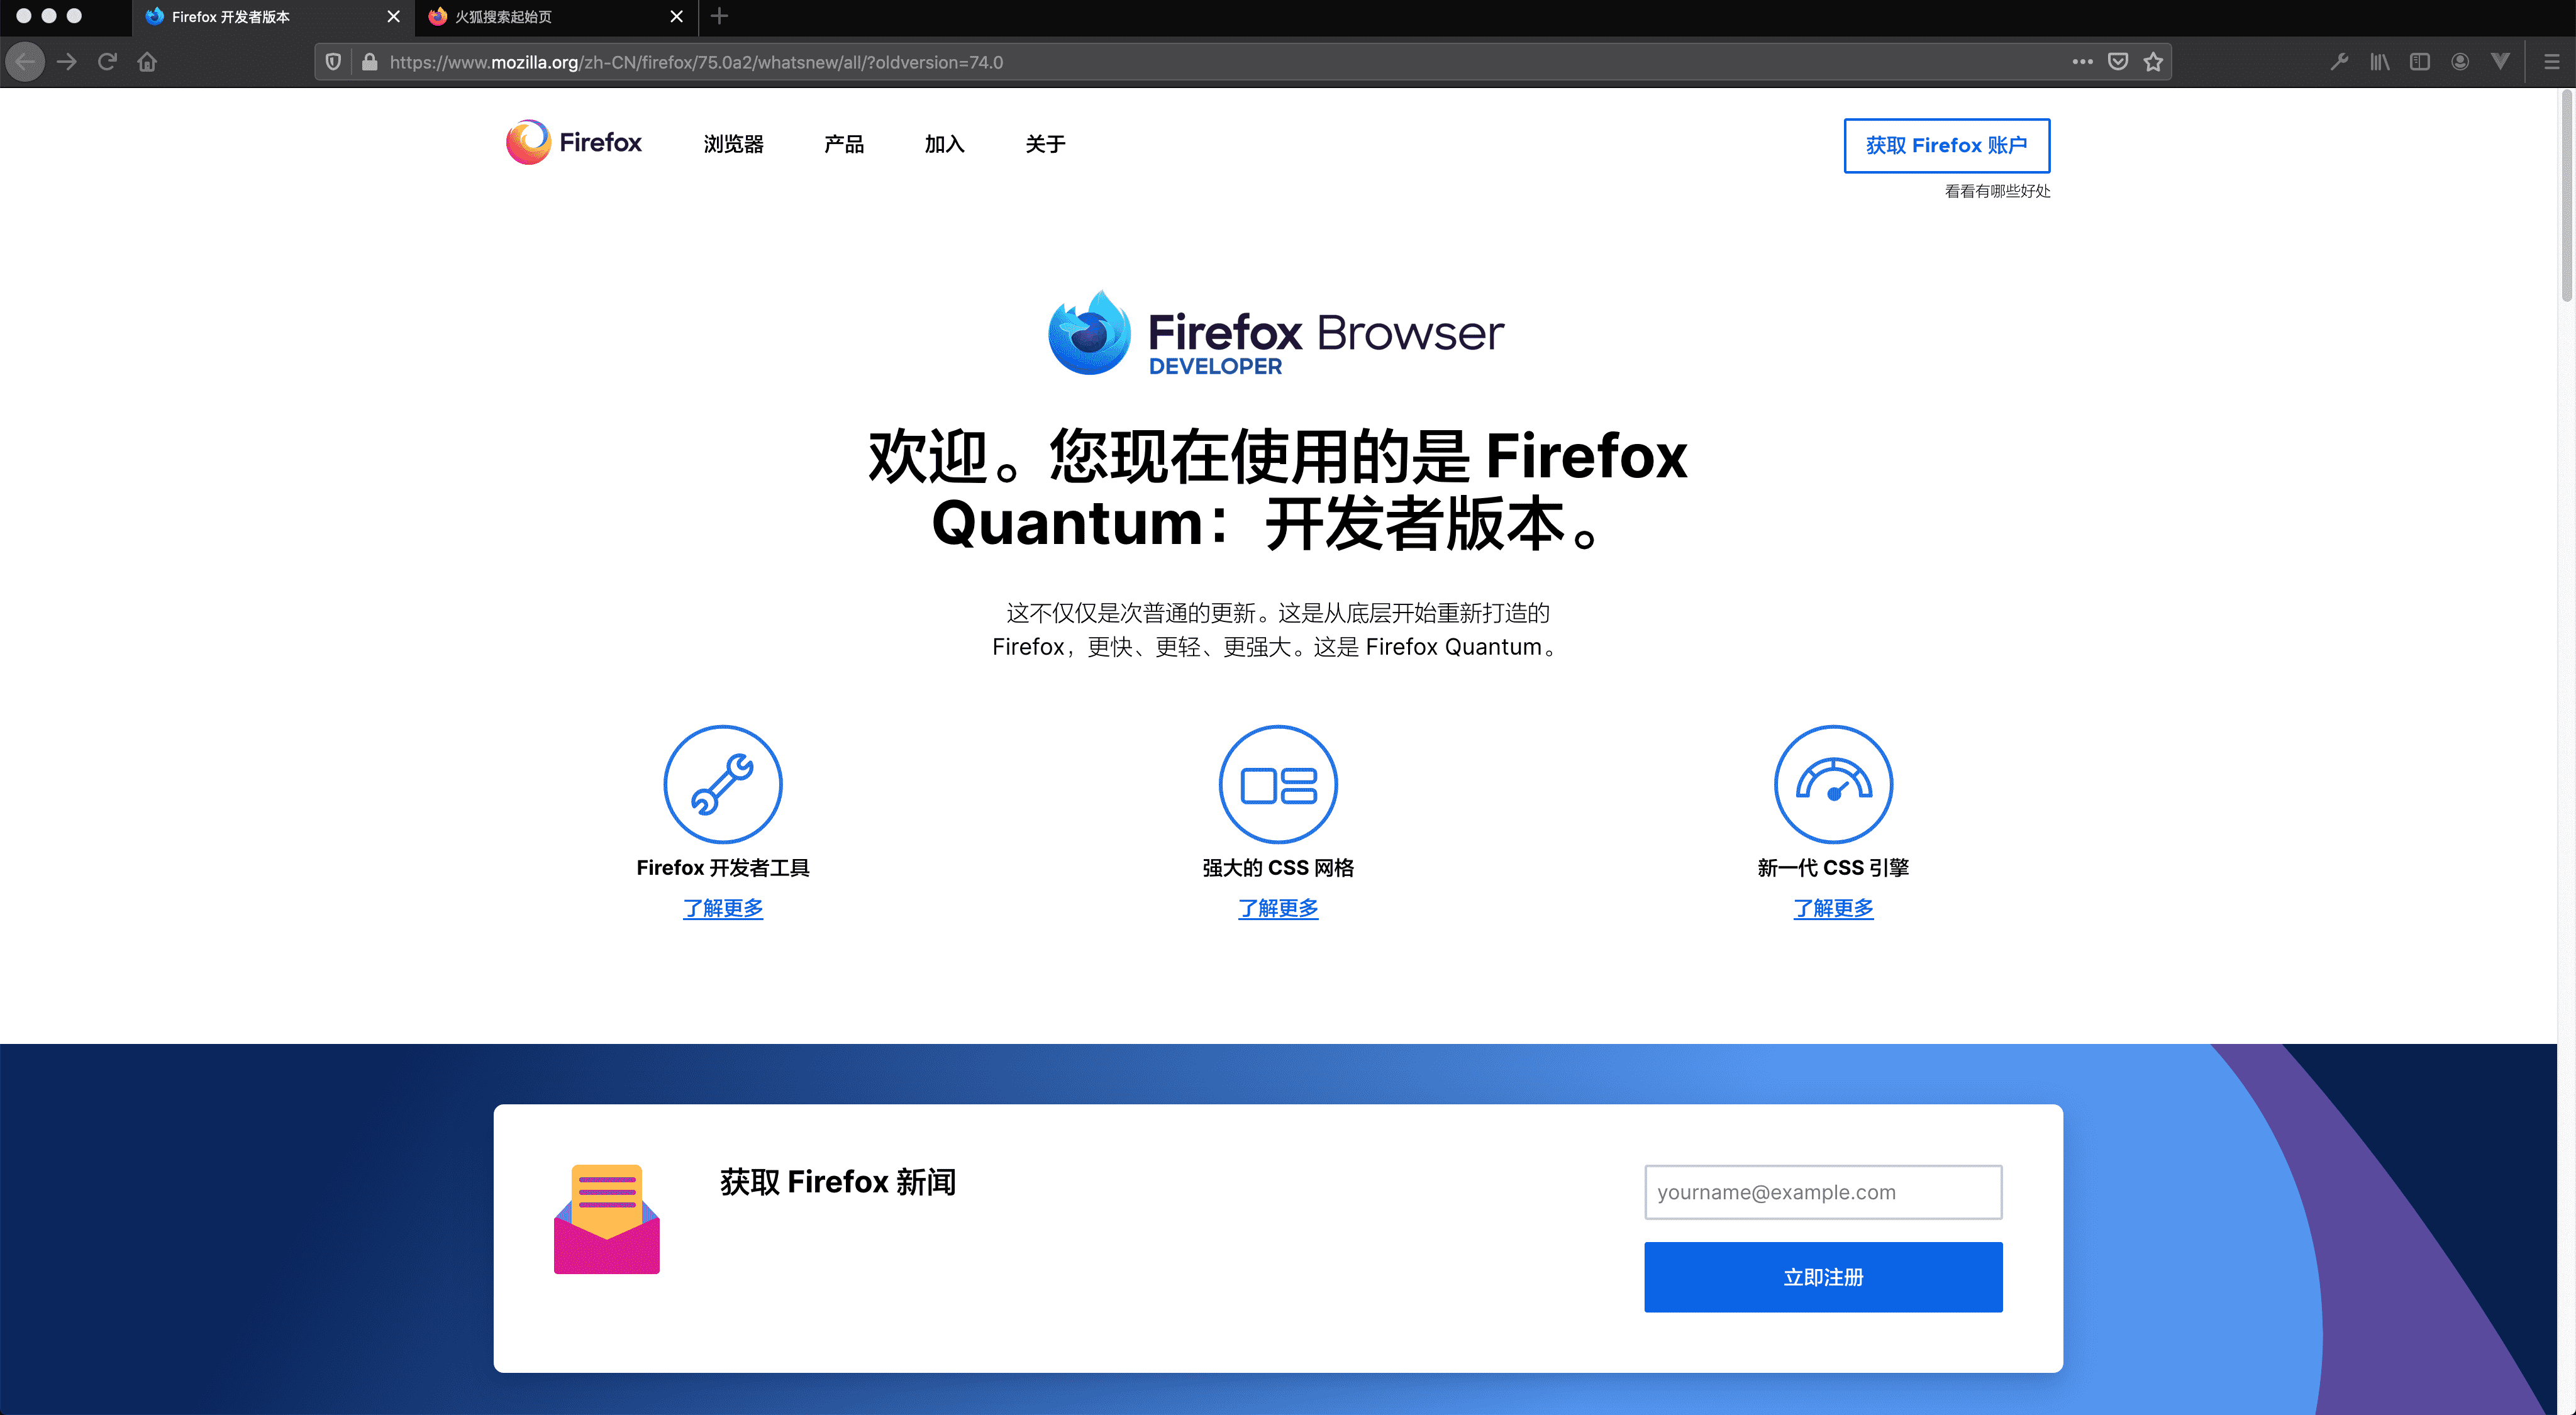 Firefox 开发者版本
火狐搜索起始页
https://www.mozilla.org/zh-CN/firefox/75.0a2/whatsnew/all/?oldversion=74.0
Firefox
浏览器
产品
加入
关于
获取 Firefox 账户
看看有哪些好处
Firefox Browser
DEVELOPER
欢迎。您现在使用的是 Firefox
Quantum：开发者版本。
这不仅仅是次普通的更新。这是从底层开始重新打造的
Firefox，更快、更轻、更强大。这是 Firefox Quantum。
Firefox 开发者工具
了解更多
强大的 CSS 网格
了解更多
新一代 CSS 引擎
了解更多
获取 Firefox 新闻
yourname@example.com
立即注册